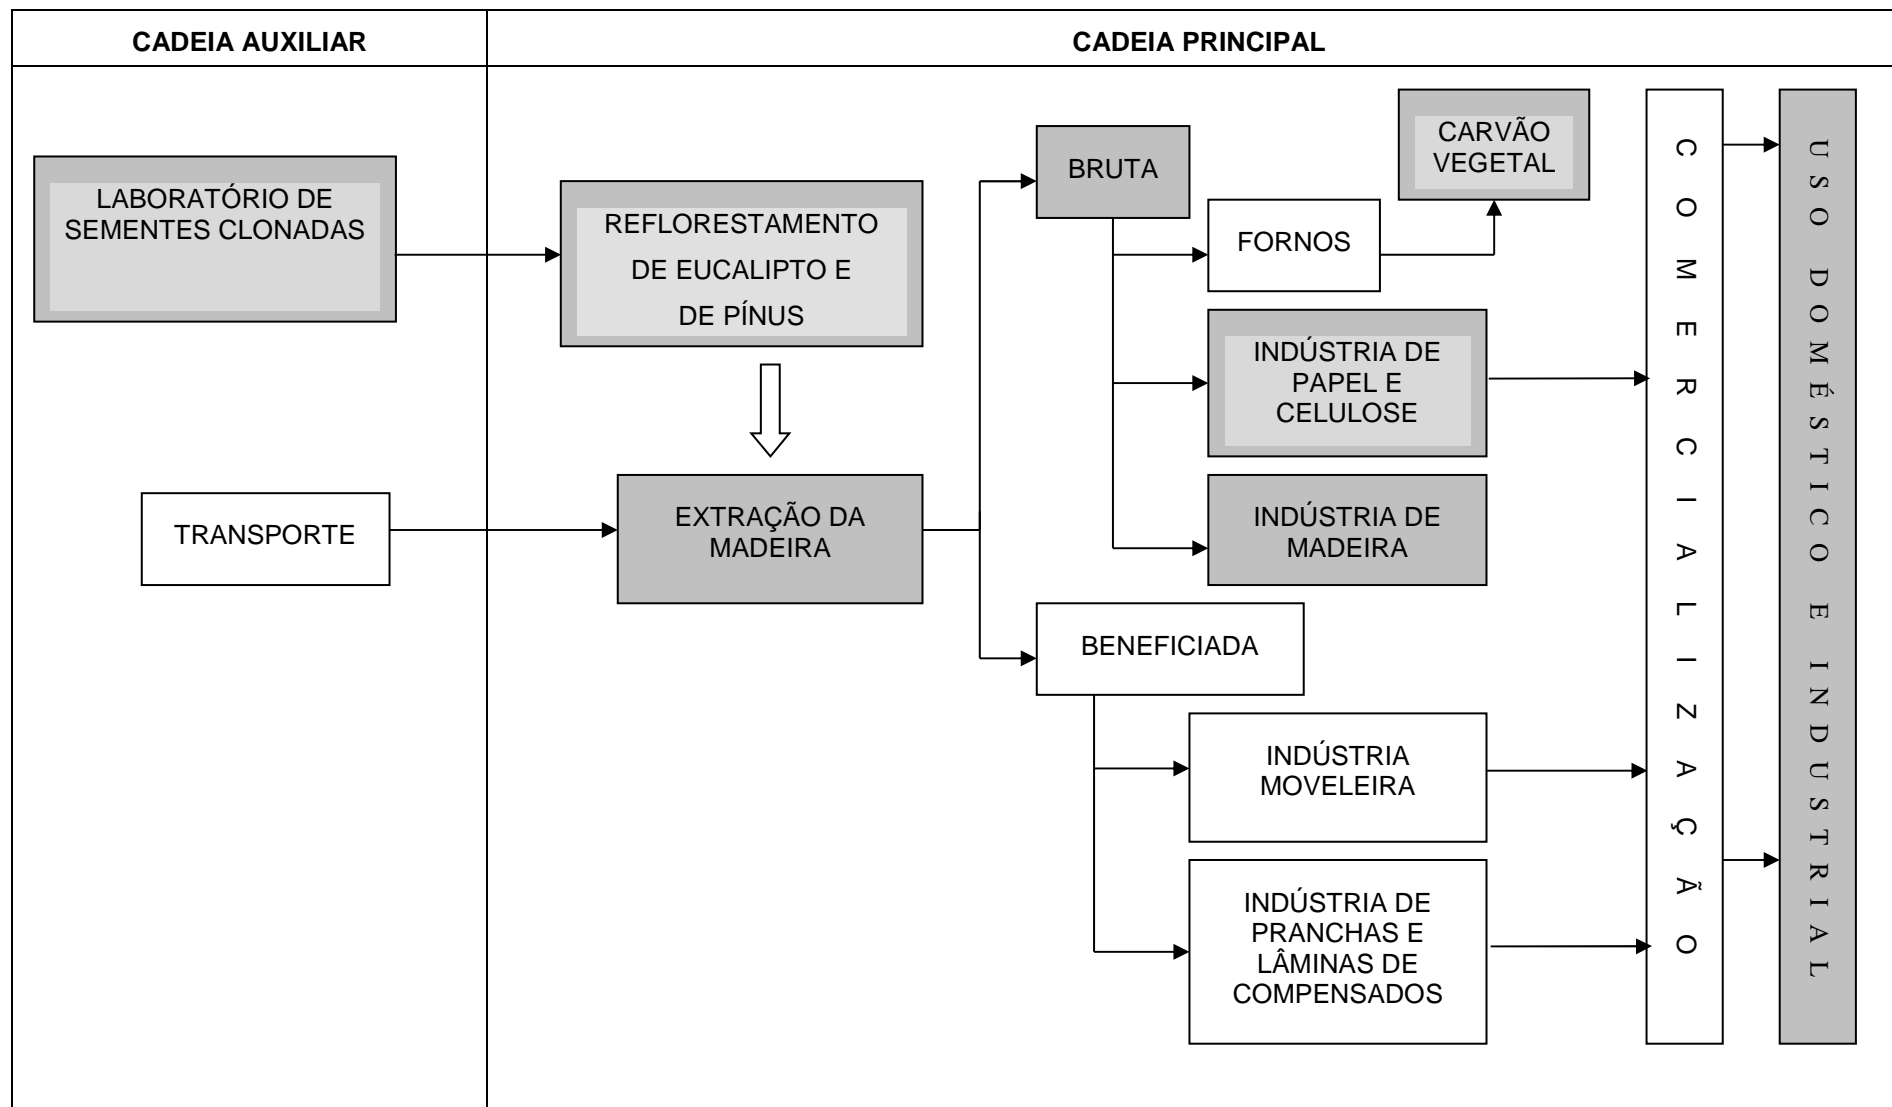 CADEIA AUXILIAR
CADEIA PRINCIPAL
LABORATÓRIO DE
SEMENTES CLONADAS
TRANSPORTE
REFLORESTAMENTO
DE EUCALIPTO E
DE PÍNUS
EXTRAÇÃO DA
MADEIRA
BRUTA
FORNOS
CARVÃO
VEGETAL
INDÚSTRIA DE
PAPEL E
CELULOSE
INDÚSTRIA DE
MADEIRA
BENEFICIADA
INDÚSTRIA
MOVELEIRA
INDÚSTRIA DE
PRANCHAS E
LÂMINAS DE
COMPENSADOS
COMERCIALIZAÇÃO
USO DOMÉSTICO E INDUSTRIAL